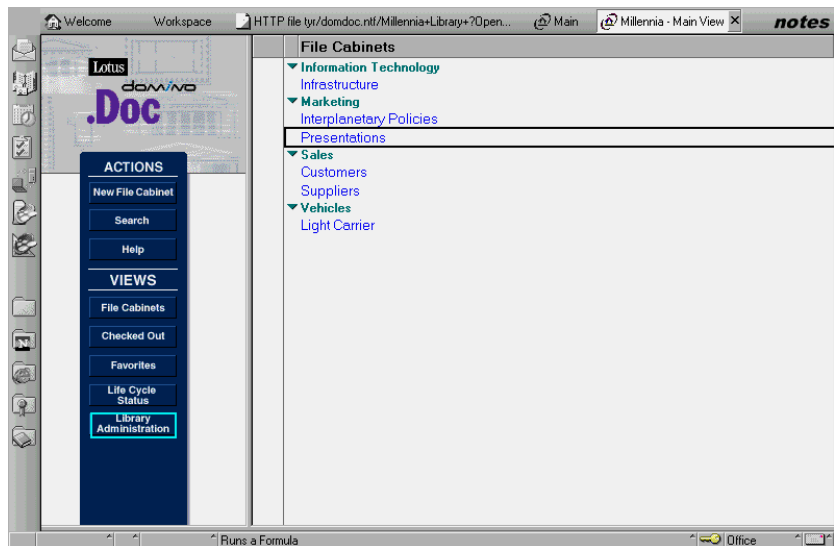 Welcome
Workspace
HTTP file tyr/domdoc.ntf/Millennia+Library+?Open...
Main
Millennia - Main View
notes
Lotus
domino
.Doc
ACTIONS
New File Cabinet
Search
Help
VIEWS
File Cabinets
Checked Out
Favorites
Life Cycle
Status
Library
Administration
File Cabinets
Information Technology
Infrastructure
Marketing
Interplanetary Policies
Presentations
Sales
Customers
Suppliers
Vehicles
Light Carrier
Runs a Formula
Office